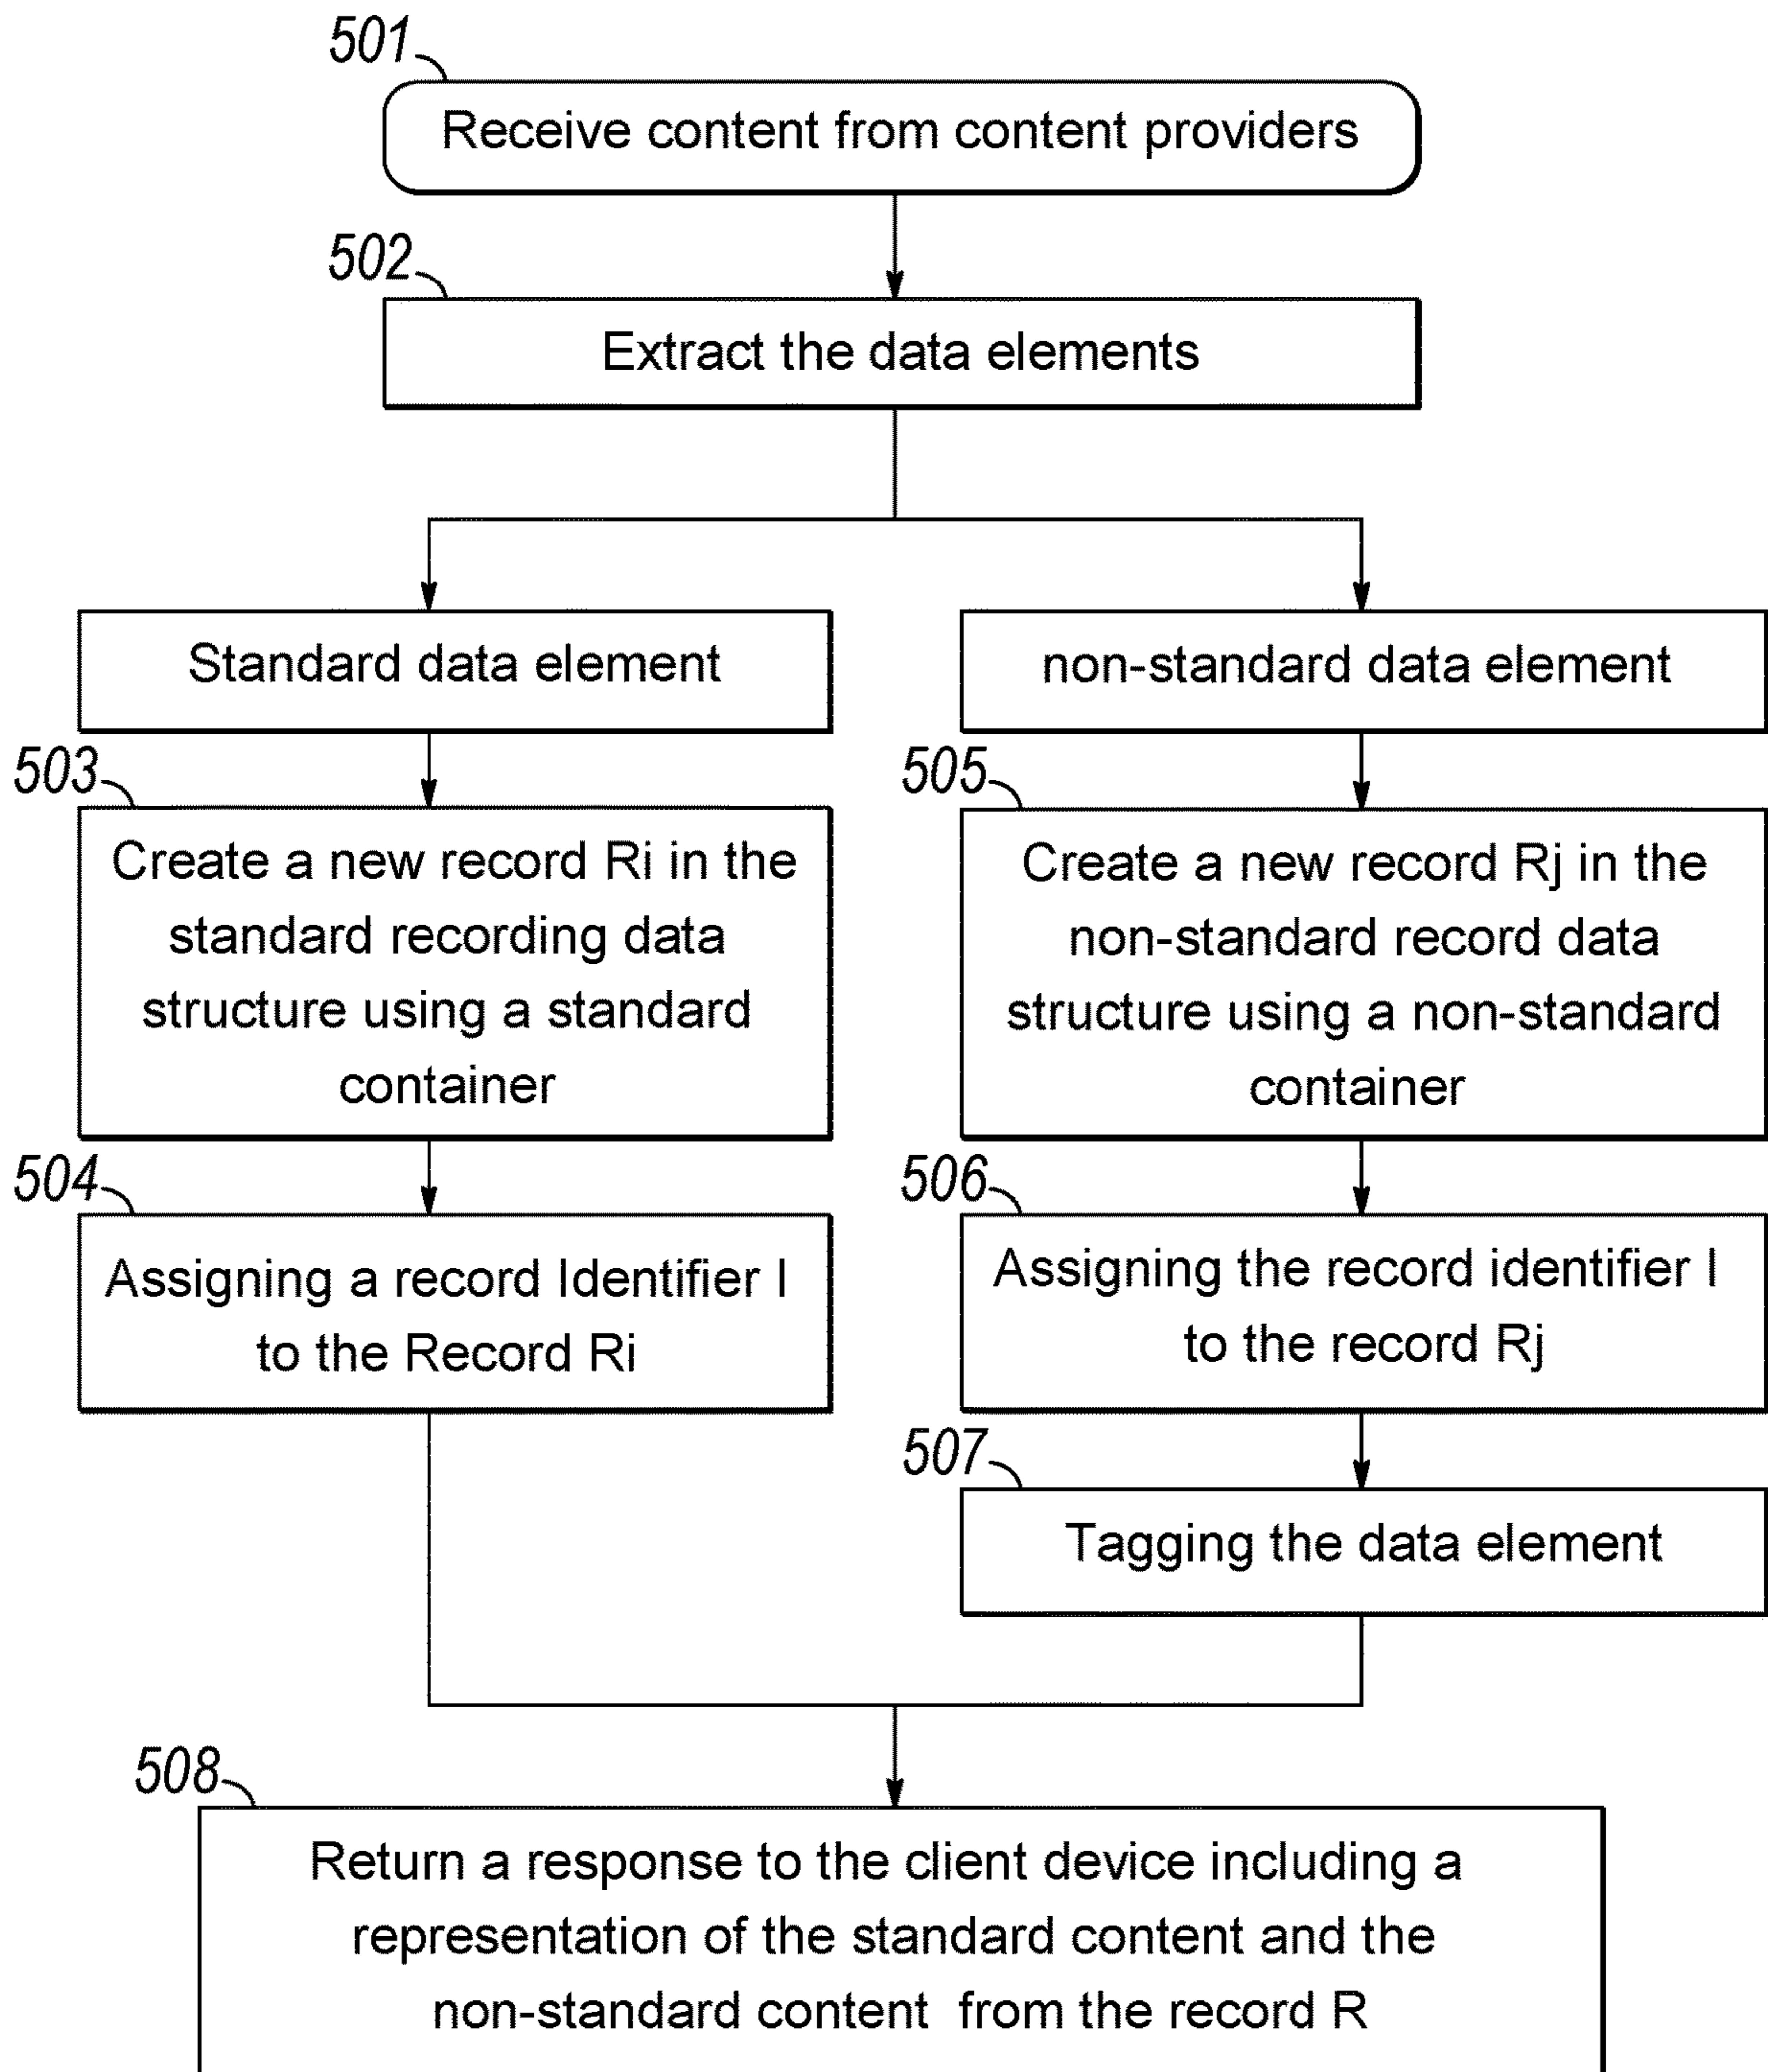 501
Receive content from content providers
502
Extract the data elements
Standard data element
non-standard data element
503
Create a new record Ri in the
standard recording data
structure using a standard
container
505
Create a new record Rj in the
non-standard record data
structure using a non-standard
container
504
Assigning a record Identifier I
to the Record Ri
506
Assigning the record identifier I
to the record Rj
507
Tagging the data element
508
Return a response to the client device including a
representation of the standard content and the
non-standard content from the record R